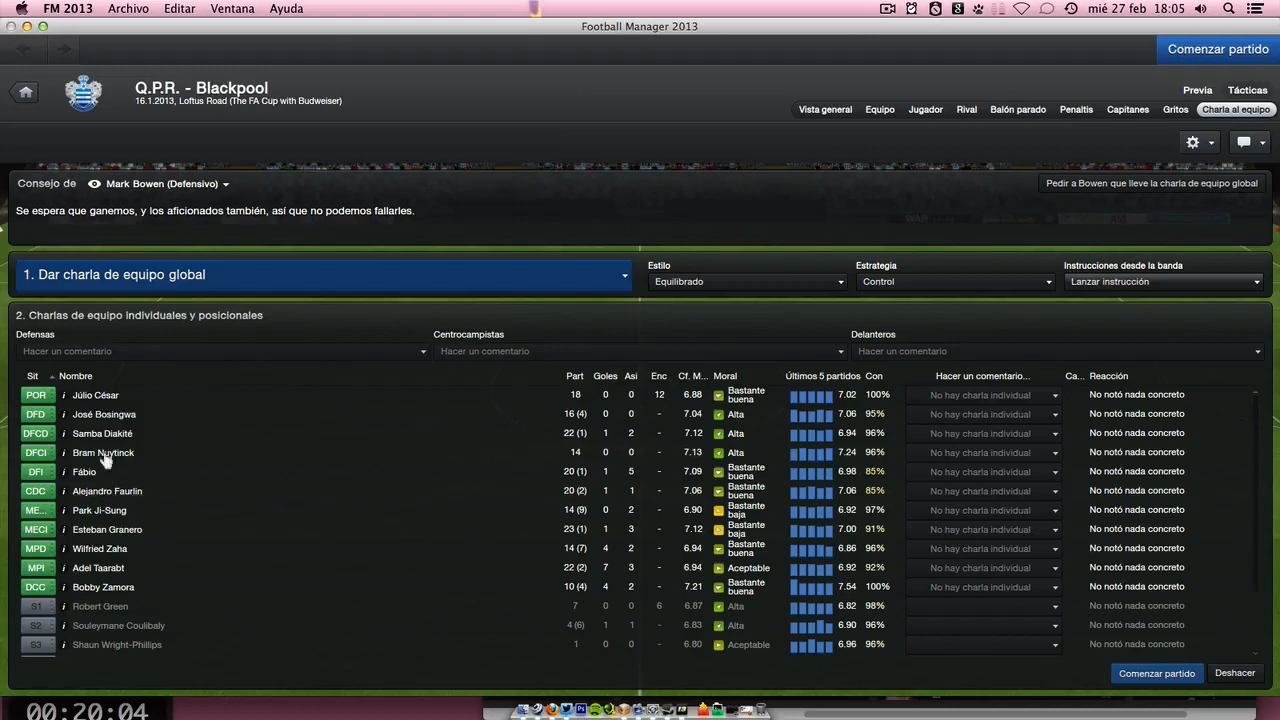 FM 2013 Archivo Editar Ventana Ayuda mié 27 feb 18:05
Football Manager 2013
Comenzar partido
Q.P.R. - Blackpool
16.1.2013, Loftus Road (The FA Cup with Budweiser)
Previa Tácticas
Vista general Equipo Jugador Rival Balón parado Penaltis Capitanes Gritos Charla al equipo
Consejo de Mark Bowen (Defensivo) Pedir a Bowen que lleve la charla de equipo global
Se espera que ganemos, y los aficionados también, así que no podemos fallarles.
1. Dar charla de equipo global
Estilo Estrategia Instrucciones desde la banda
Equilibrado Control Lanzar instrucción
2. Charlas de equipo individuales y posicionales
Defensas Centrocampistas Delanteros
Hacer un comentario Hacer un comentario Hacer un comentario
Sit Nombre Part Goles Asi Enc Cf. M... Moral Últimos 5 partidos Con Hacer un comentario... Ca... Reacción
POR i Júlio César 18 0 0 12 6.88 Bastante buena 7.02 100% No hay charla individual No notó nada concreto
DFD i José Bosingwa 16 (4) 0 0 - 7.04 Alta 7.06 95% No hay charla individual No notó nada concreto
DFCD i Samba Diakité 22 (1) 1 2 - 7.12 Alta 6.94 96% No hay charla individual No notó nada concreto
DFCI i Bram Nuytinck 14 0 0 - 7.13 Alta 7.24 96% No hay charla individual No notó nada concreto
DFI i Fábio 20 (1) 1 5 - 7.09 Bastante buena 6.98 85% No hay charla individual No notó nada concreto
CDC i Alejandro Faurlin 20 (2) 1 1 - 7.06 Bastante buena 7.06 85% No hay charla individual No notó nada concreto
ME... i Park Ji-Sung 14 (9) 0 2 - 6.90 Bastante baja 6.92 97% No hay charla individual No notó nada concreto
MECI i Esteban Granero 23 (1) 1 3 - 7.12 Bastante baja 7.00 91% No hay charla individual No notó nada concreto
MPD i Wilfried Zaha 14 (7) 4 2 - 6.94 Bastante buena 6.86 96% No hay charla individual No notó nada concreto
MPI i Adel Taarabt 22 (2) 7 3 - 6.94 Aceptable 6.92 92% No hay charla individual No notó nada concreto
DCC i Bobby Zamora 10 (4) 4 2 - 7.21 Bastante buena 7.54 100% No hay charla individual No notó nada concreto
S1 i Robert Green 7 0 0 6 6.87 Alta 6.82 98% No notó nada concreto
S2 i Souleymane Coulibaly 4 (6) 1 1 - 6.83 Alta 6.90 96% No notó nada concreto
S3 i Shaun Wright-Phillips 1 0 0 - 6.80 Aceptable 6.96 94% No notó nada concreto
Comenzar partido Deshacer
00:20:04